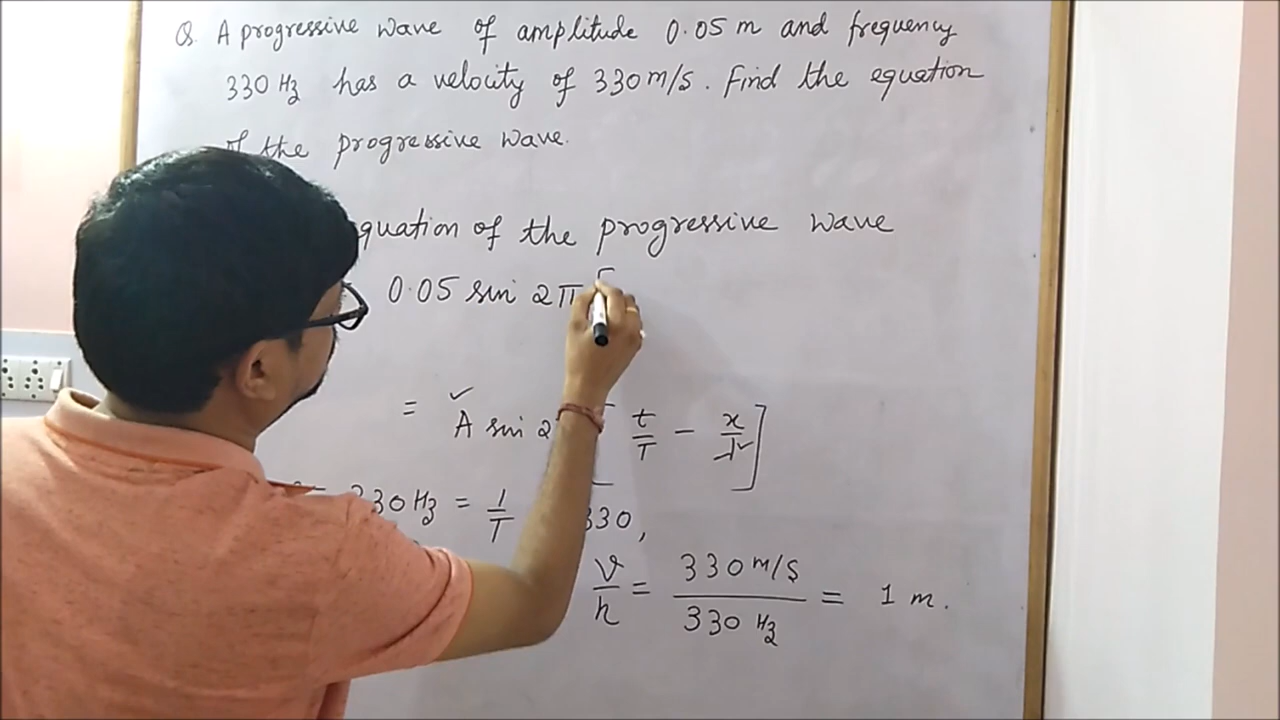 Q. A progressive wave of amplitude 0.05 m and frequency
330 Hz has a velocity of 330 m/s. Find the equation
of the progressive wave.
quation of the progressive wave
0.05 sin 2π [
= A sin 2 [ t/T - x/λ ]
330 Hz = 1/T 330,
v/n = 330 m/s / 330 Hz = 1 m.